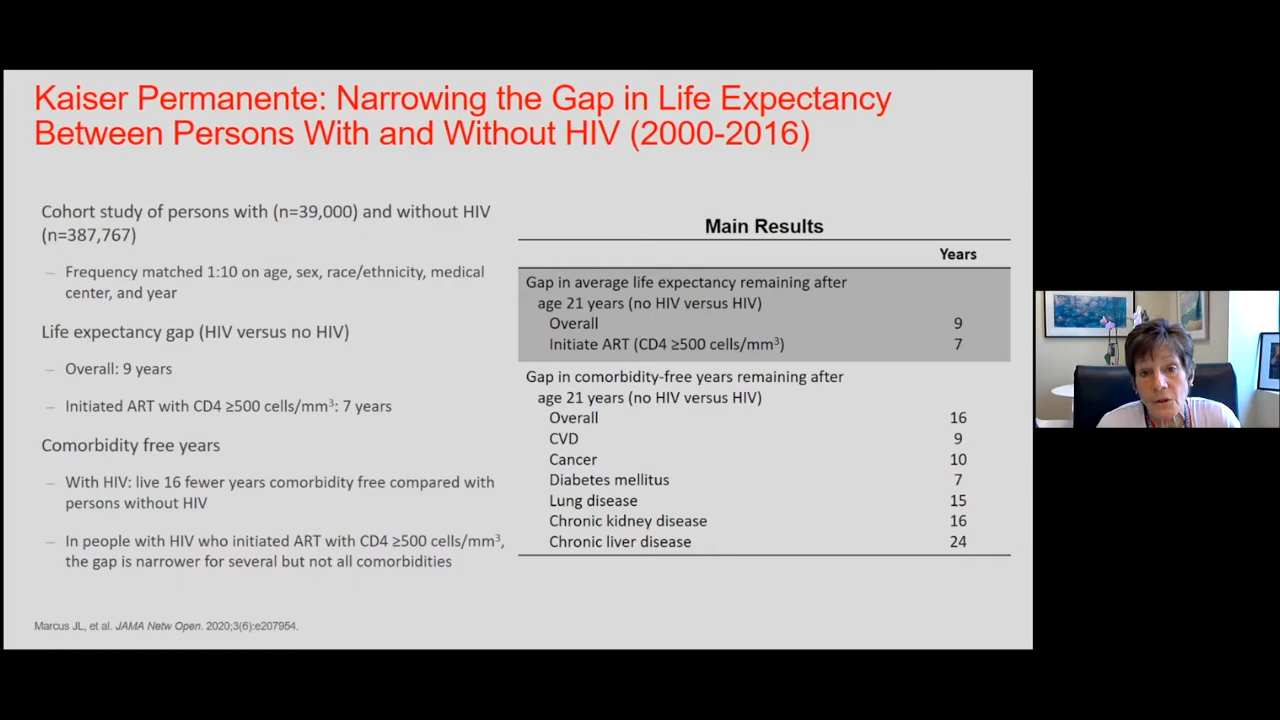 Kaiser Permanente: Narrowing the Gap in Life Expectancy
Between Persons With and Without HIV (2000-2016)
Cohort study of persons with (n=39,000) and without HIV
(n=387,767)
– Frequency matched 1:10 on age, sex, race/ethnicity, medical
center, and year
Life expectancy gap (HIV versus no HIV)
– Overall: 9 years
– Initiated ART with CD4 ≥500 cells/mm³: 7 years
Comorbidity free years
– With HIV: live 16 fewer years comorbidity free compared with
persons without HIV
– In people with HIV who initiated ART with CD4 ≥500 cells/mm³,
the gap is narrower for several but not all comorbidities
Main Results
Years
Gap in average life expectancy remaining after
age 21 years (no HIV versus HIV)
Overall 9
Initiate ART (CD4 ≥500 cells/mm³) 7
Gap in comorbidity-free years remaining after
age 21 years (no HIV versus HIV)
Overall 16
CVD 9
Cancer 10
Diabetes mellitus 7
Lung disease 15
Chronic kidney disease 16
Chronic liver disease 24
Marcus JL, et al. JAMA Netw Open. 2020;3(6):e207954.